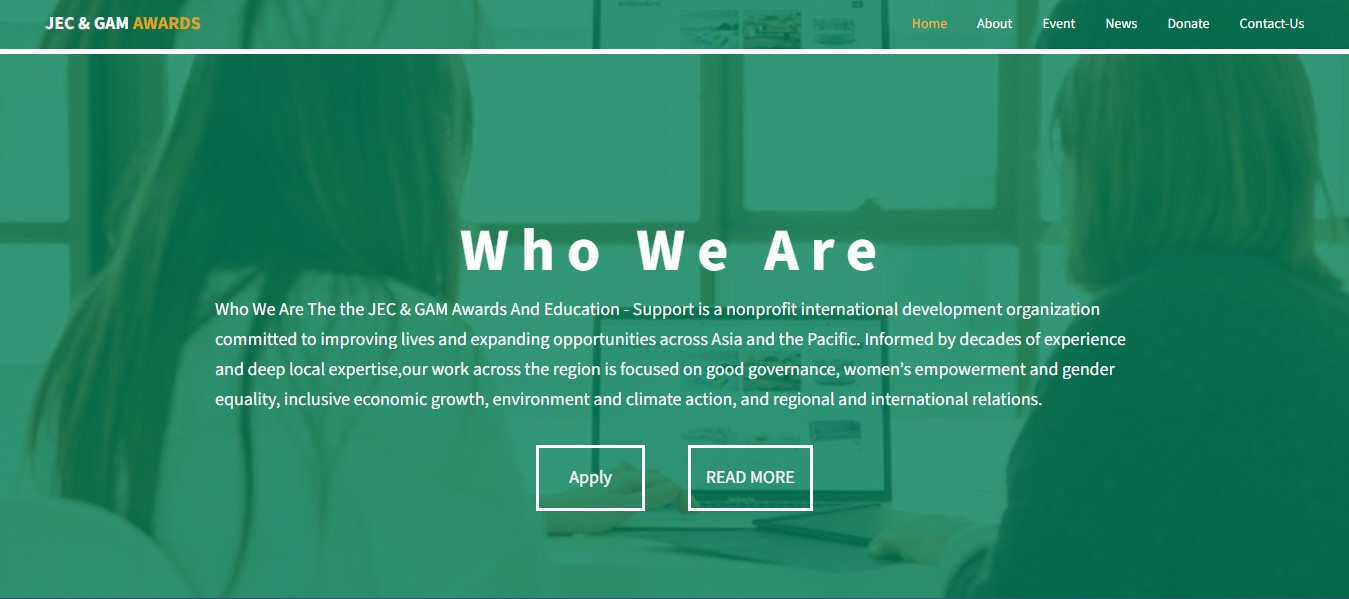 JEC & GAM AWARDS
Home About Event News Donate Contact-Us
Who We Are
Who We Are The the JEC & GAM Awards And Education - Support is a nonprofit international development organization
committed to improving lives and expanding opportunities across Asia and the Pacific. Informed by decades of experience
and deep local expertise,our work across the region is focused on good governance, women’s empowerment and gender
equality, inclusive economic growth, environment and climate action, and regional and international relations.
Apply
READ MORE